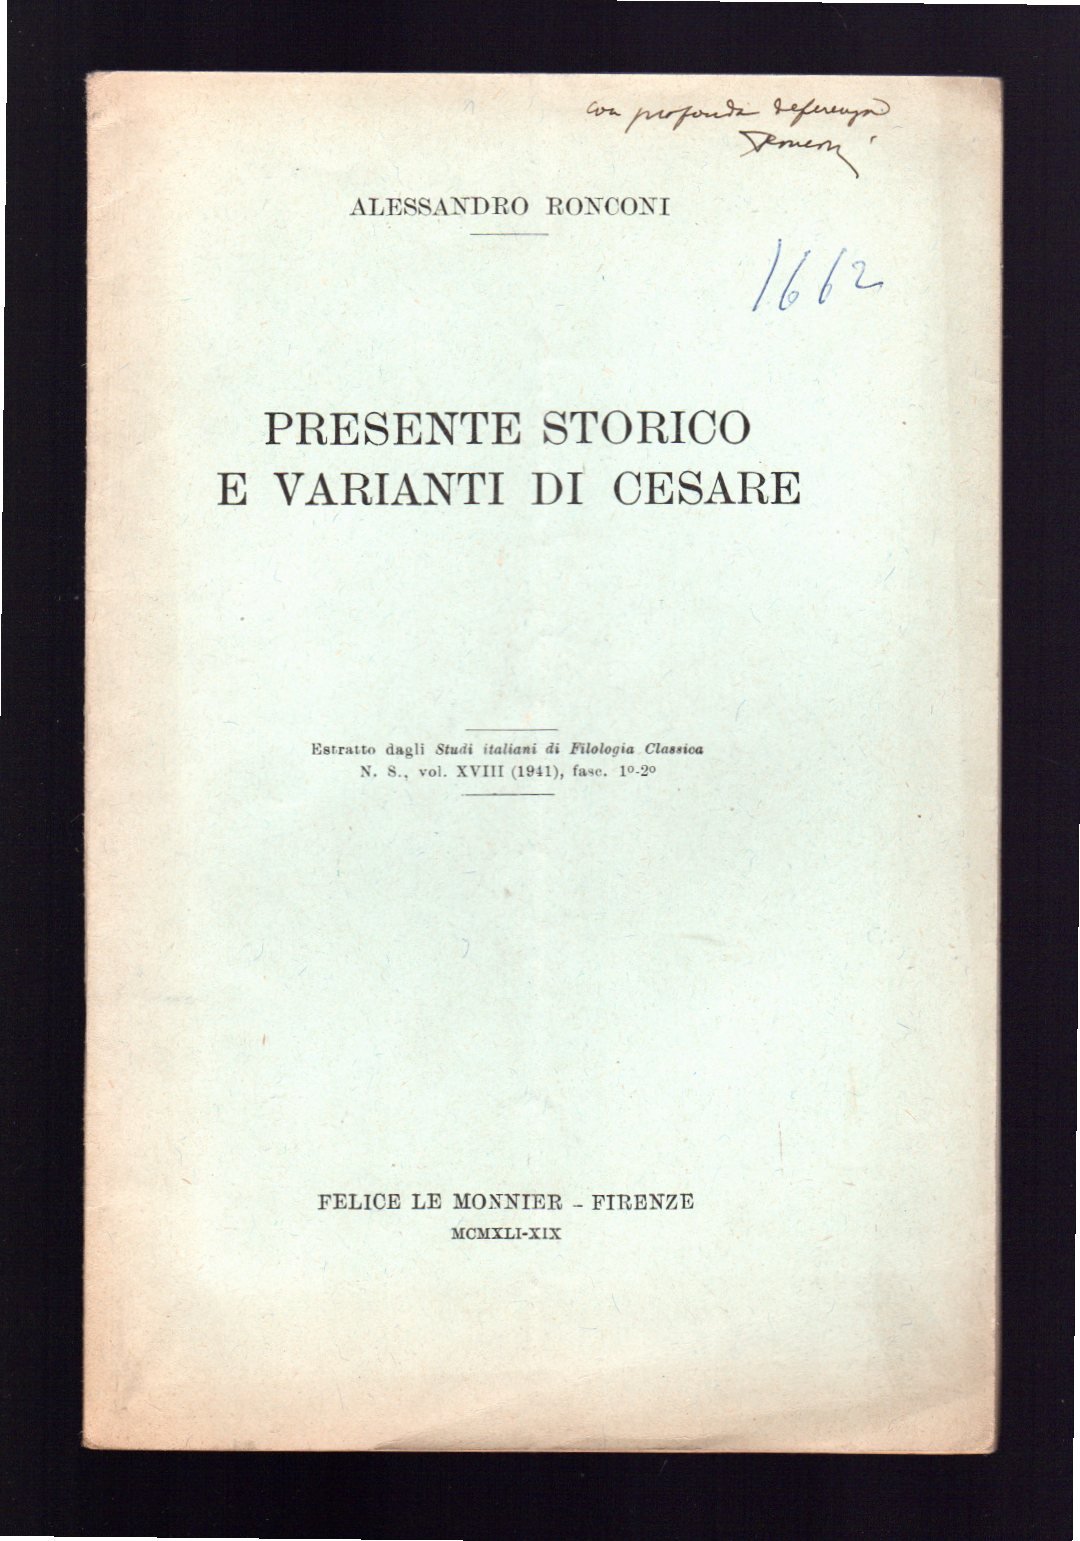 con profonda deferenza
Ronconi
ALESSANDRO RONCONI
1662
PRESENTE STORICO
E VARIANTI DI CESARE
Estratto dagli Studi italiani di Filologia Classica
N. S., vol. XVIII (1941), fasc. 1º-2º
FELICE LE MONNIER – FIRENZE
MCMXLI-XIX